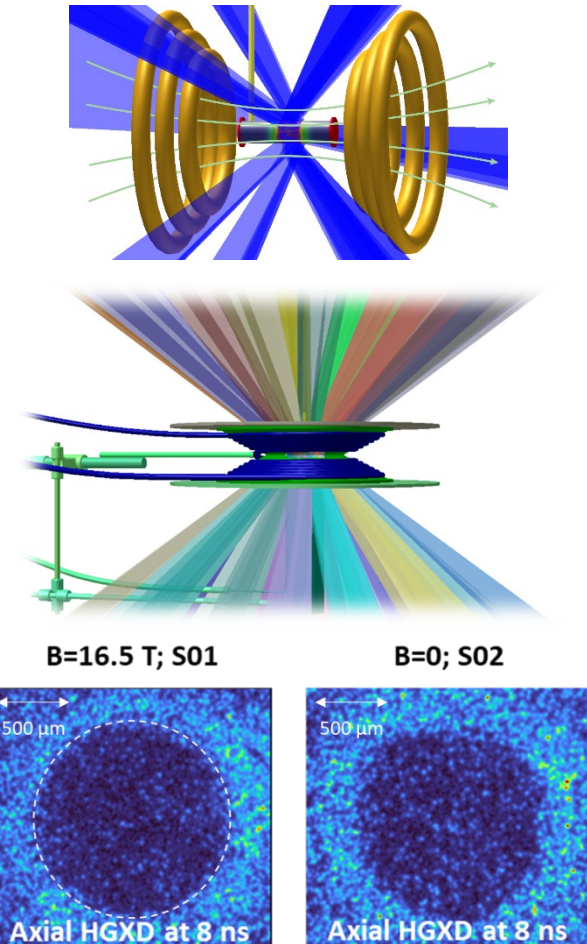 B=16.5 T; S01
B=0; S02
500 μm
500 μm
Axial HGXD at 8 ns
Axial HGXD at 8 ns